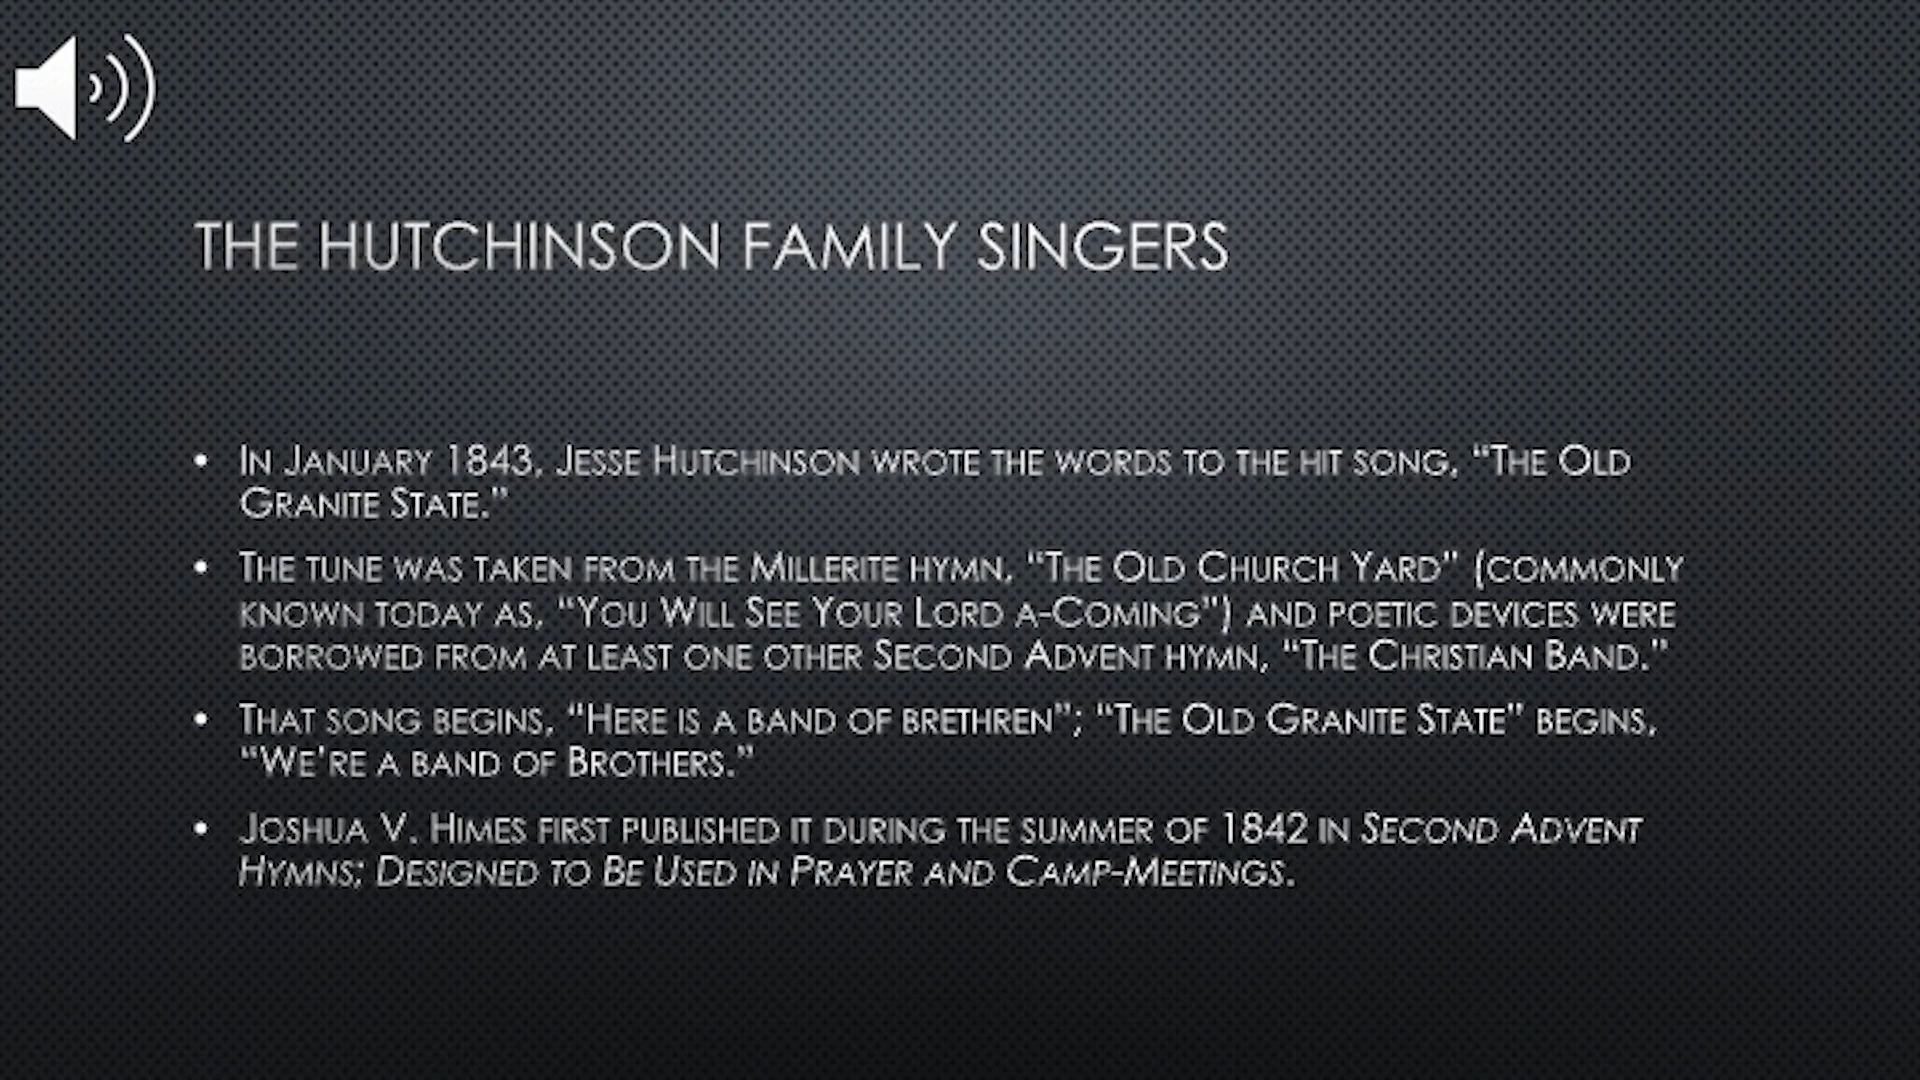 THE HUTCHINSON FAMILY SINGERS
• IN JANUARY 1843, JESSE HUTCHINSON WROTE THE WORDS TO THE HIT SONG, “THE OLD
GRANITE STATE.”
• THE TUNE WAS TAKEN FROM THE MILLERITE HYMN, “THE OLD CHURCH YARD” (COMMONLY
KNOWN TODAY AS, “YOU WILL SEE YOUR LORD A-COMING”) AND POETIC DEVICES WERE
BORROWED FROM AT LEAST ONE OTHER SECOND ADVENT HYMN, “THE CHRISTIAN BAND.”
• THAT SONG BEGINS, “HERE IS A BAND OF BRETHREN”; “THE OLD GRANITE STATE” BEGINS,
“WE’RE A BAND OF BROTHERS.”
• JOSHUA V. HIMES FIRST PUBLISHED IT DURING THE SUMMER OF 1842 IN SECOND ADVENT
HYMNS; DESIGNED TO BE USED IN PRAYER AND CAMP-MEETINGS.